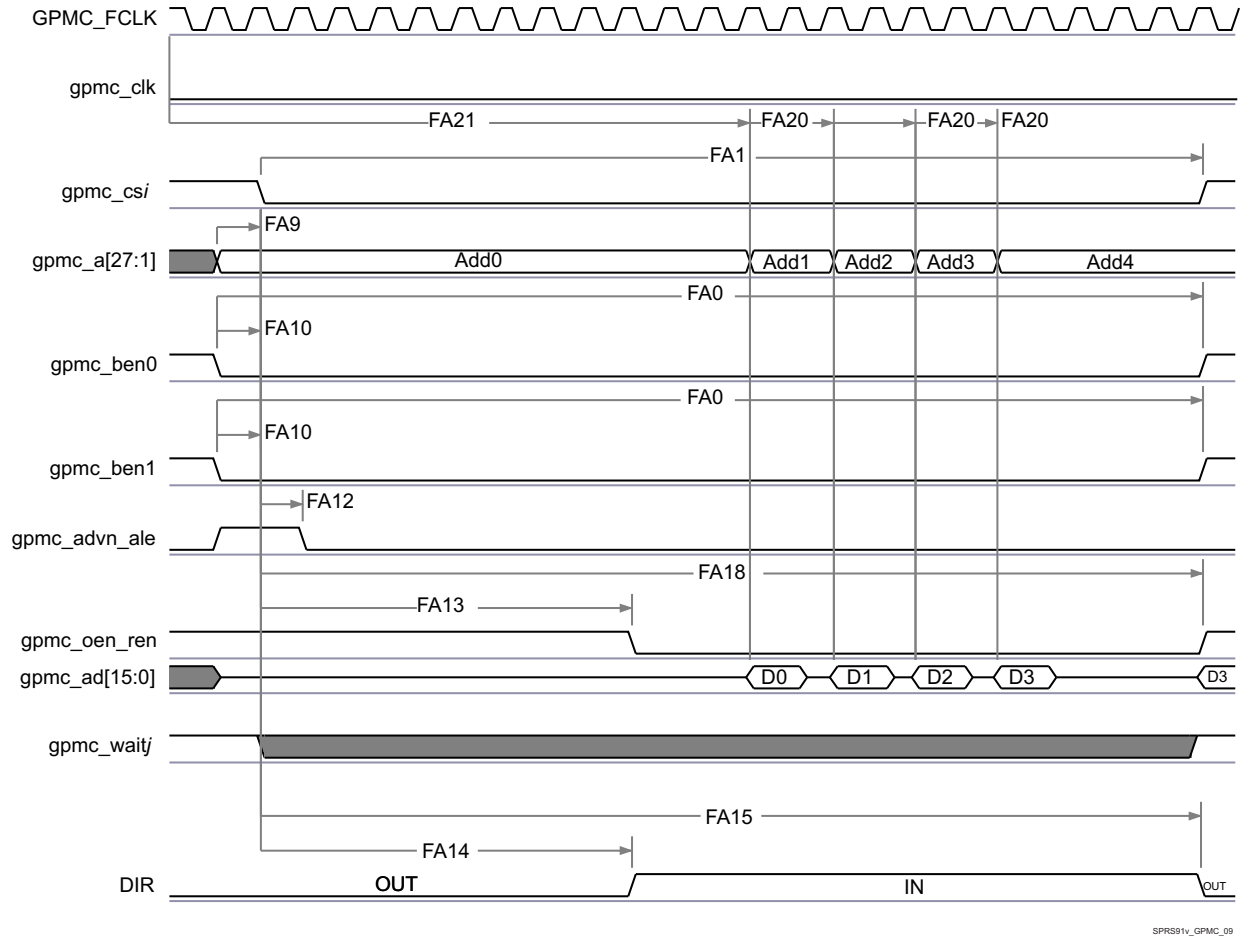 GPMC_FCLK
gpmc_clk
FA21 FA20 FA20 FA20
FA1
gpmc_csi
FA9
gpmc_a[27:1] Add0 Add1 Add2 Add3 Add4
FA0
FA10
gpmc_ben0
FA0
FA10
gpmc_ben1
FA12
gpmc_advn_ale
FA18
FA13
gpmc_oen_ren
gpmc_ad[15:0] D0 D1 D2 D3 D3
gpmc_waitj
FA15
FA14
DIR OUT IN OUT
SPRS91v_GPMC_09